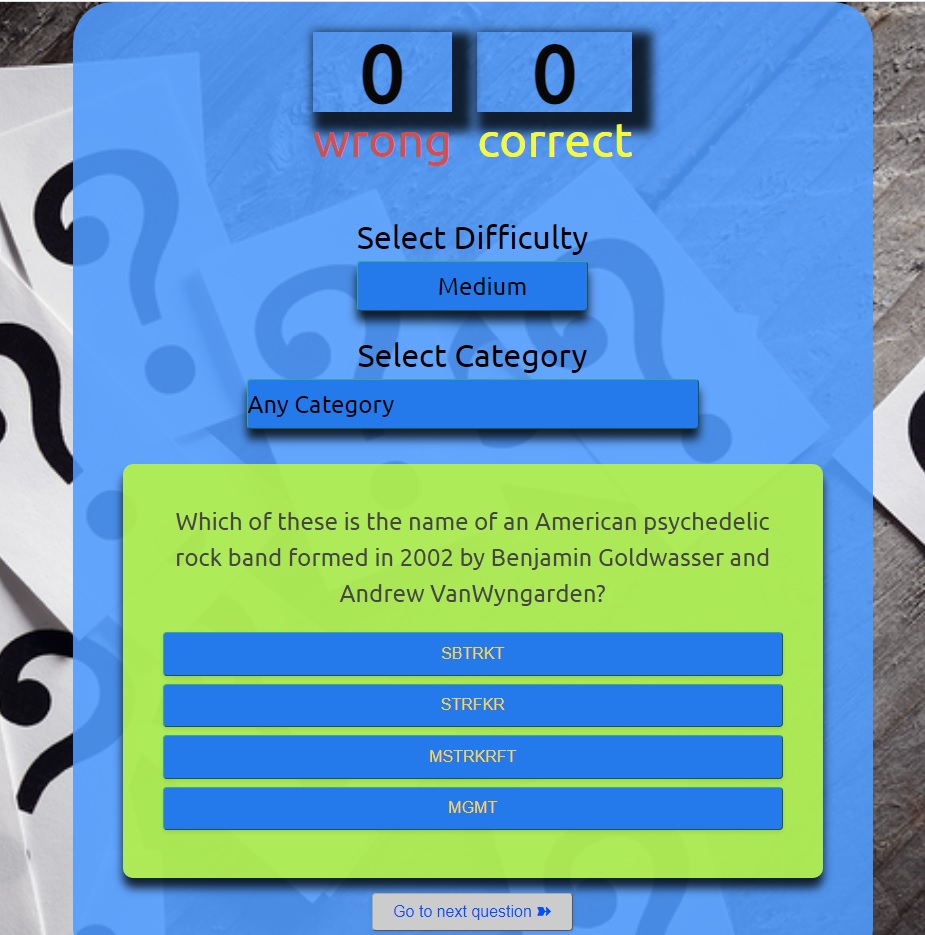 0 0
wrong correct
Select Difficulty
Medium
Select Category
Any Category
Which of these is the name of an American psychedelic
rock band formed in 2002 by Benjamin Goldwasser and
Andrew VanWyngarden?
SBTRKT
STRFKR
MSTRKRFT
MGMT
Go to next question